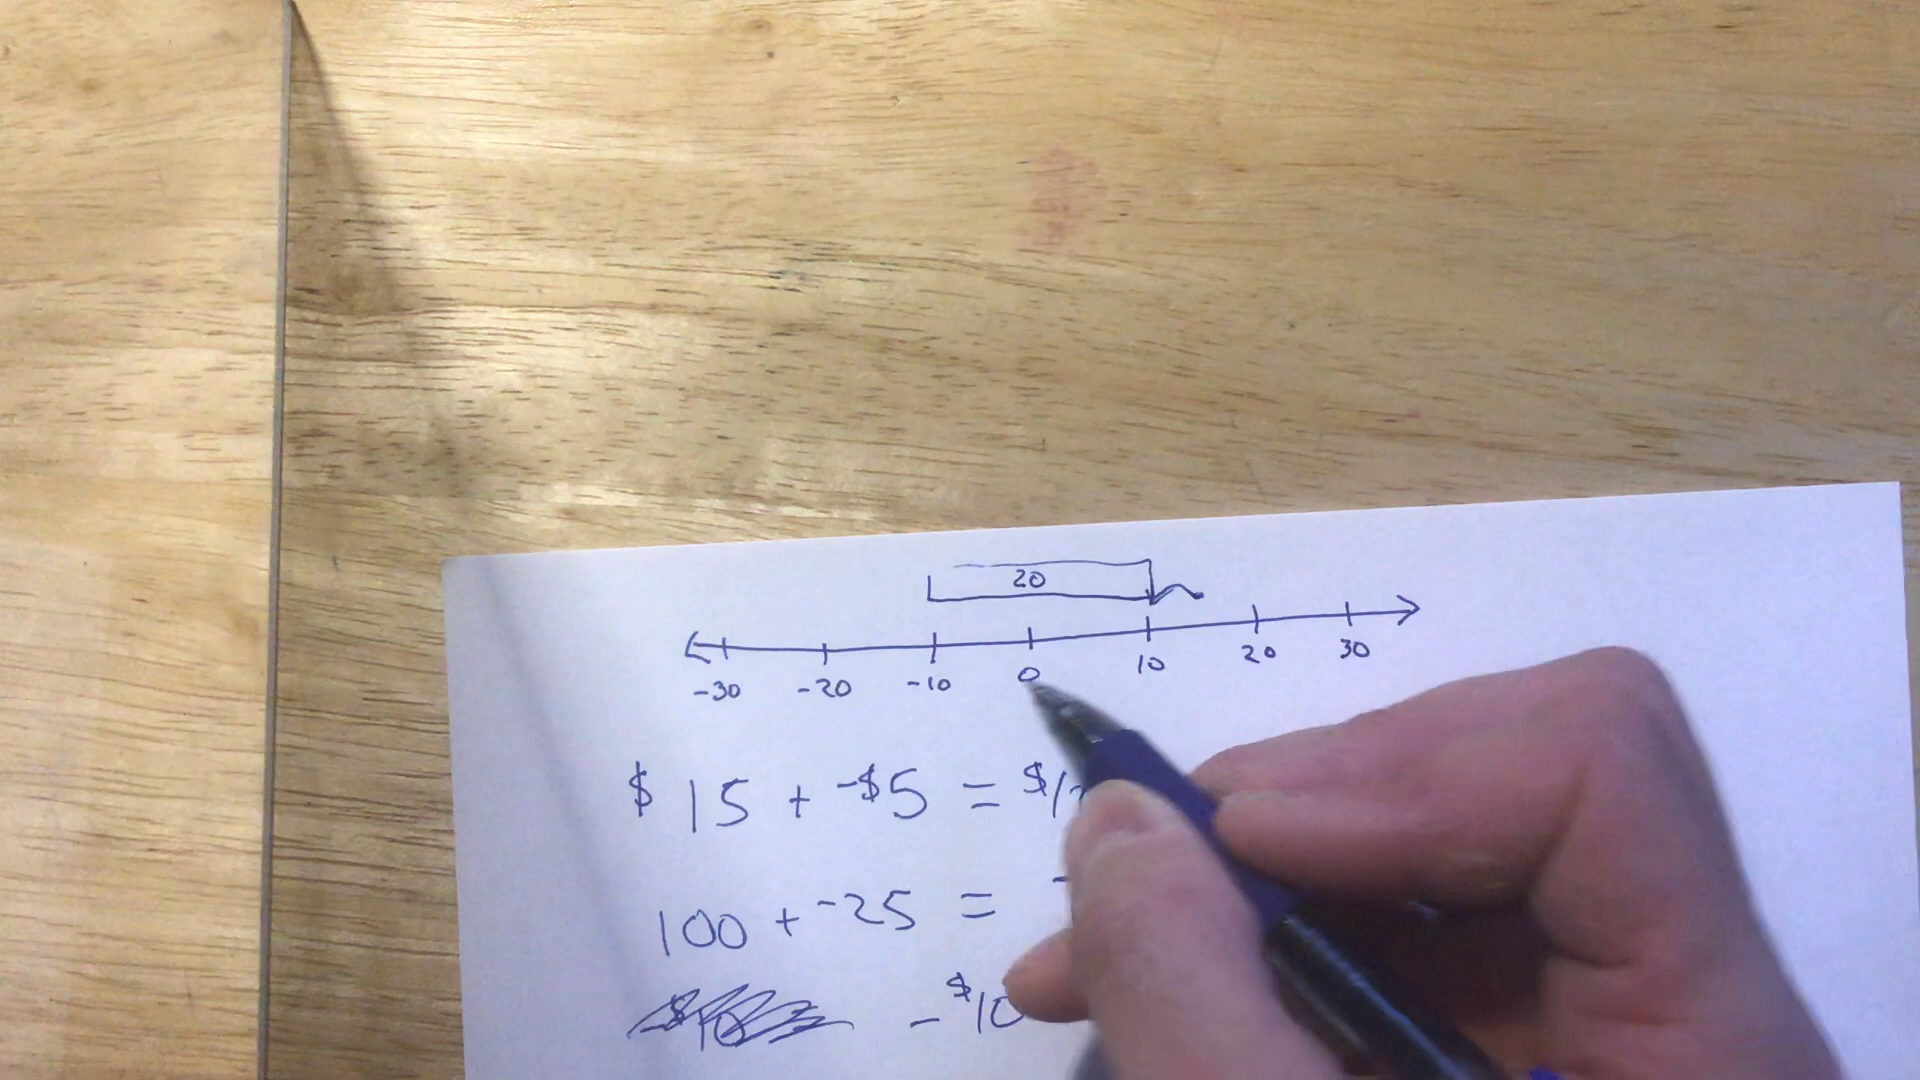 20
-30 -20 -10 0 10 20 30
$ 15 + -$5 = $1
100 + -25 =
- $10